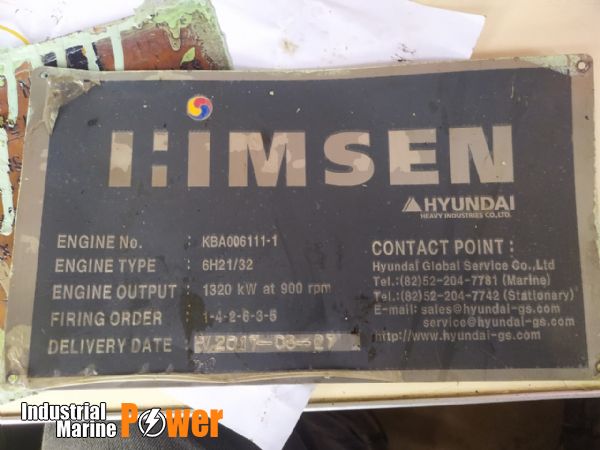 HIMSEN
HYUNDAI
HEAVY INDUSTRIES CO.,LTD.
ENGINE No. : KBA006111-1
ENGINE TYPE : 6H21/32
ENGINE OUTPUT : 1320 kW at 900 rpm
FIRING ORDER : 1-4-2-6-3-5
DELIVERY DATE : 2017-03-27
CONTACT POINT :
Hyundai Global Service Co.,Ltd
Tel.:(82)52-204-7781 (Marine)
Tel.:(82)52-204-7742 (Stationary)
E-mail: sales@hyundai-gs.com
service@hyundai-gs.com
http://www.hyundai-gs.com
Industrial
Marine Power